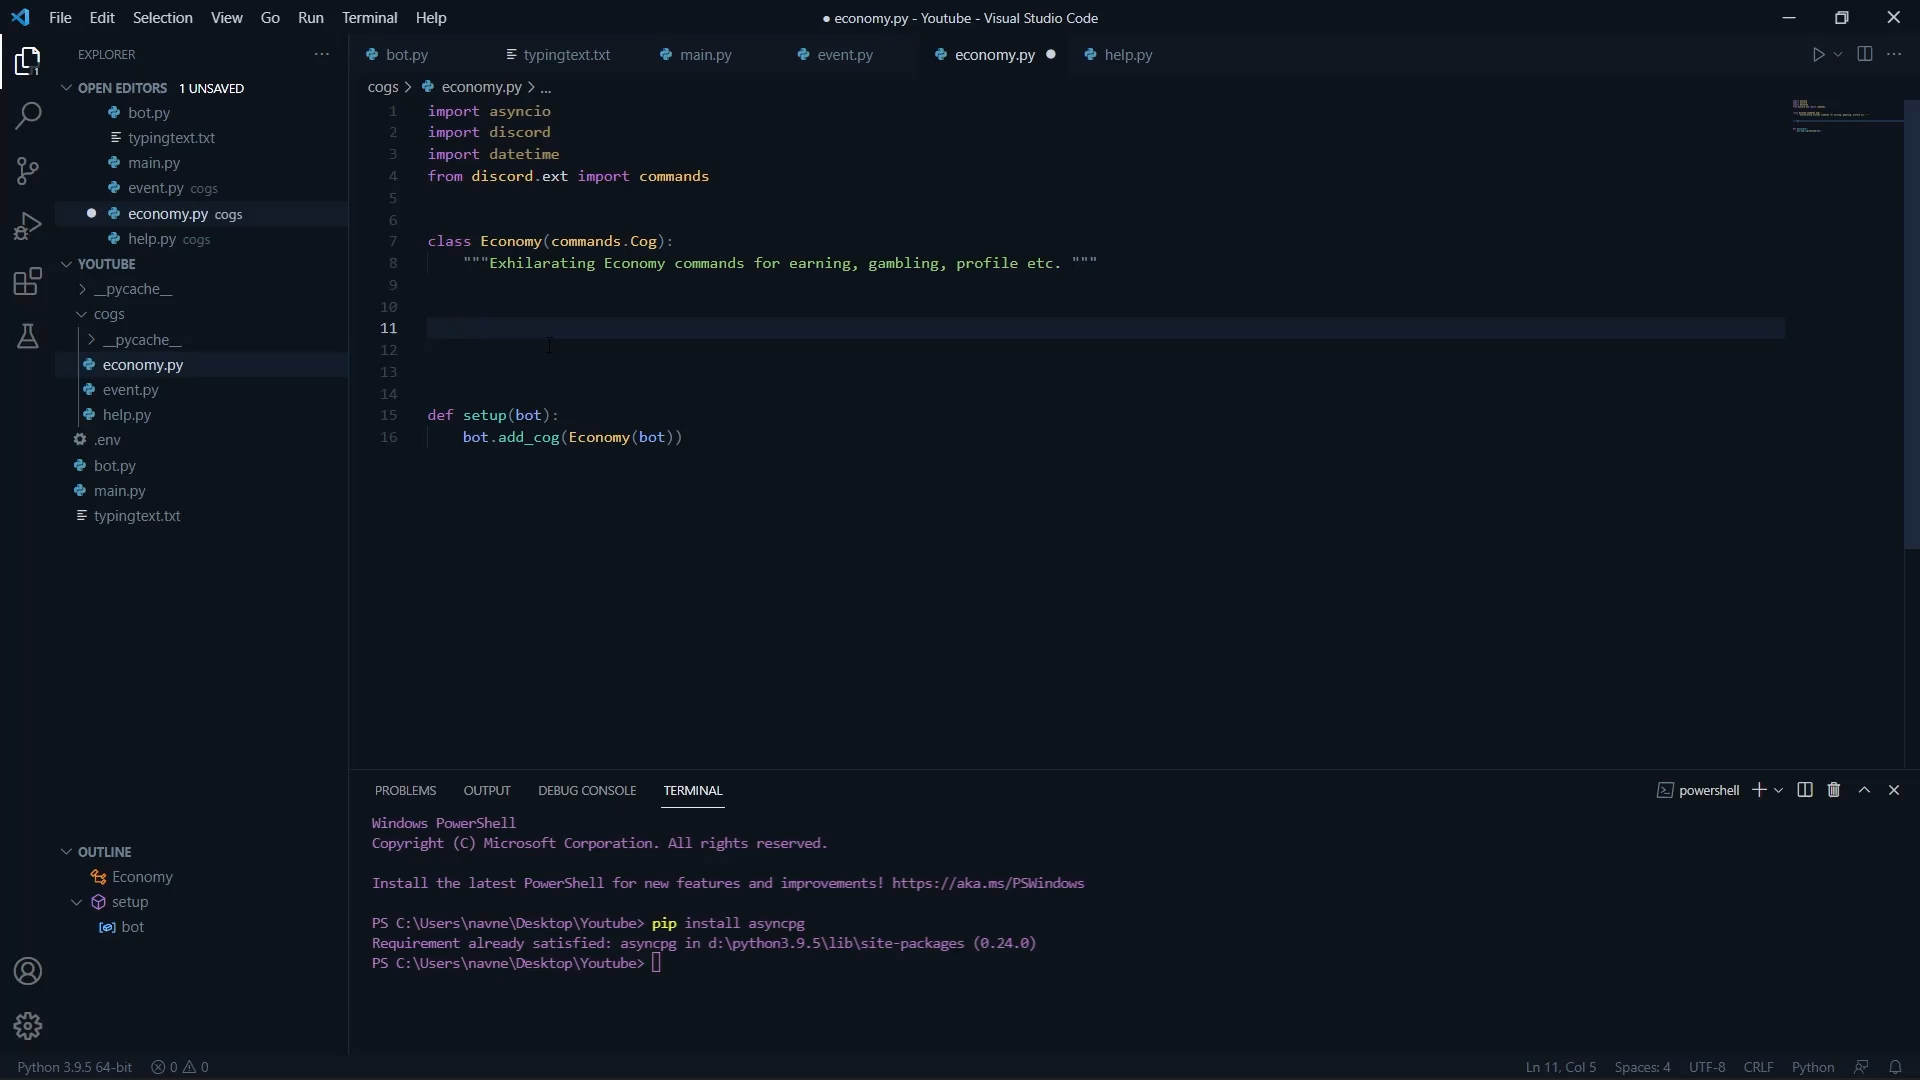 File Edit Selection View Go Run Terminal Help
● economy.py - Youtube - Visual Studio Code
EXPLORER
OPEN EDITORS 1 UNSAVED
bot.py
typingtext.txt
main.py
event.py cogs
economy.py cogs
help.py cogs
YOUTUBE
__pycache__
cogs
__pycache__
economy.py
event.py
help.py
.env
bot.py
main.py
typingtext.txt
OUTLINE
Economy
setup
bot
bot.py typingtext.txt main.py event.py economy.py help.py
cogs > economy.py > ...
1 import asyncio
2 import discord
3 import datetime
4 from discord.ext import commands
5
6
7 class Economy(commands.Cog):
8 """Exhilarating Economy commands for earning, gambling, profile etc. """
9
10
11
12
13
14
15 def setup(bot):
16 bot.add_cog(Economy(bot))
PROBLEMS OUTPUT DEBUG CONSOLE TERMINAL
powershell
Windows PowerShell
Copyright (C) Microsoft Corporation. All rights reserved.
Install the latest PowerShell for new features and improvements! https://aka.ms/PSWindows
PS C:\Users\navne\Desktop\Youtube> pip install asyncpg
Requirement already satisfied: asyncpg in d:\python3.9.5\lib\site-packages (0.24.0)
PS C:\Users\navne\Desktop\Youtube>
Python 3.9.5 64-bit 0 0
Ln 11, Col 5 Spaces: 4 UTF-8 CRLF Python